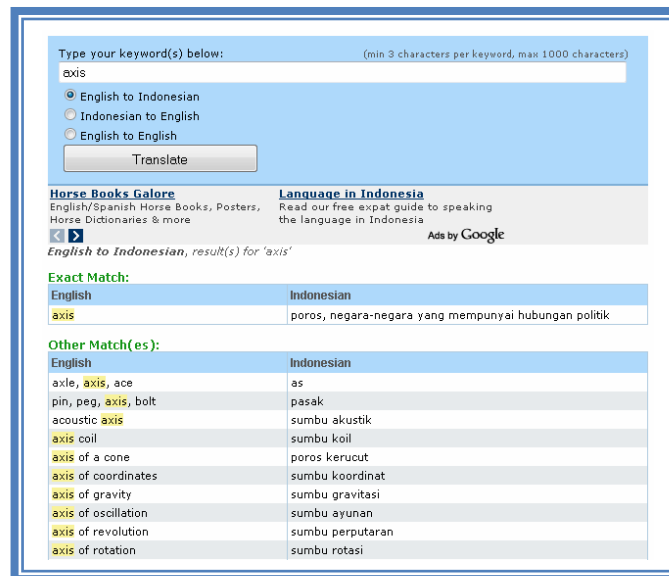 Type your keyword(s) below: (min 3 characters per keyword, max 1000 characters)
axis
English to Indonesian
Indonesian to English
English to English
Translate
Horse Books Galore
English/Spanish Horse Books, Posters,
Horse Dictionaries & more
Language in Indonesia
Read our free expat guide to speaking
the language in Indonesia
Ads by Google
English to Indonesian, result(s) for 'axis'
Exact Match:
English Indonesian
axis poros, negara-negara yang mempunyai hubungan politik
Other Match(es):
English Indonesian
axle, axis, ace as
pin, peg, axis, bolt pasak
acoustic axis sumbu akustik
axis coil sumbu koil
axis of a cone poros kerucut
axis of coordinates sumbu koordinat
axis of gravity sumbu gravitasi
axis of oscillation sumbu ayunan
axis of revolution sumbu perputaran
axis of rotation sumbu rotasi